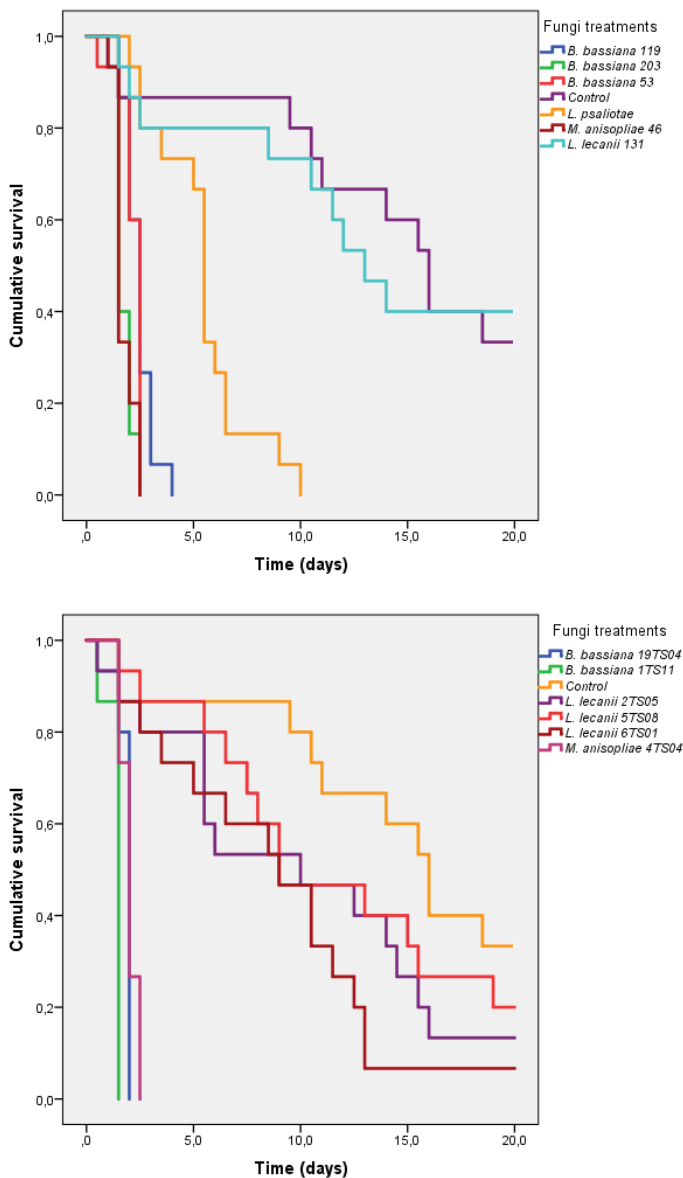 Fungi treatments
B. bassiana 119
B. bassiana 203
B. bassiana 53
Control
L. psaliotae
M. anisopliae 46
L. lecanii 131
1,0
0,8
0,6
0,4
0,2
0,0
Cumulative survival
,0 5,0 10,0 15,0 20,0
Time (days)
Fungi treatments
B. bassiana 19TS04
B. bassiana 1TS11
Control
L. lecanii 2TS05
L. lecanii 5TS08
L. lecanii 6TS01
M. anisopliae 4TS04
1,0
0,8
0,6
0,4
0,2
0,0
Cumulative survival
,0 5,0 10,0 15,0 20,0
Time (days)